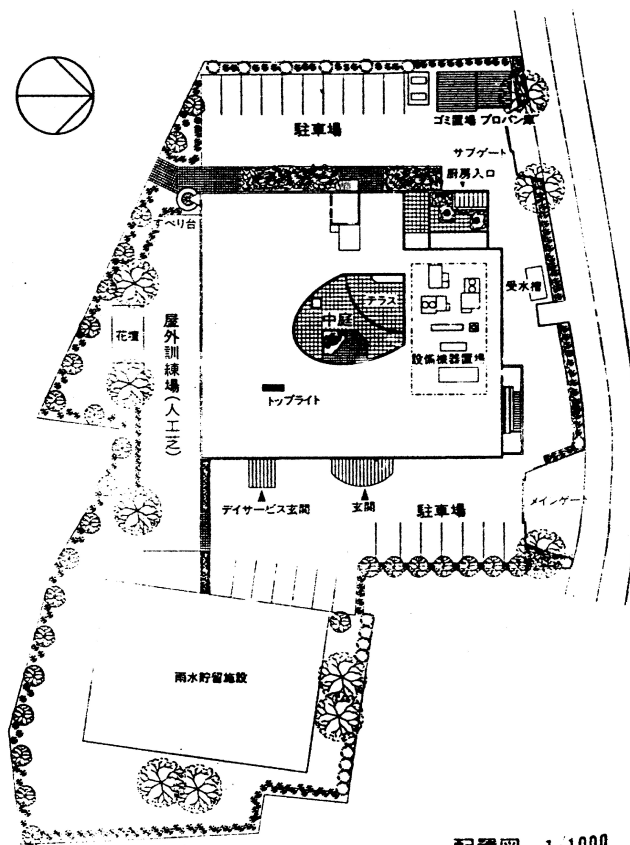 駐車場
ゴミ置場 プロパン庫
サブゲート
厨房入口
すべり台
受水槽
テラス
中庭
花壇
屋外訓練場(人工芝)
設備機器置場
トップライト
デイサービス玄関
玄関
駐車場
メインゲート
雨水貯留施設
配置図 1/1000